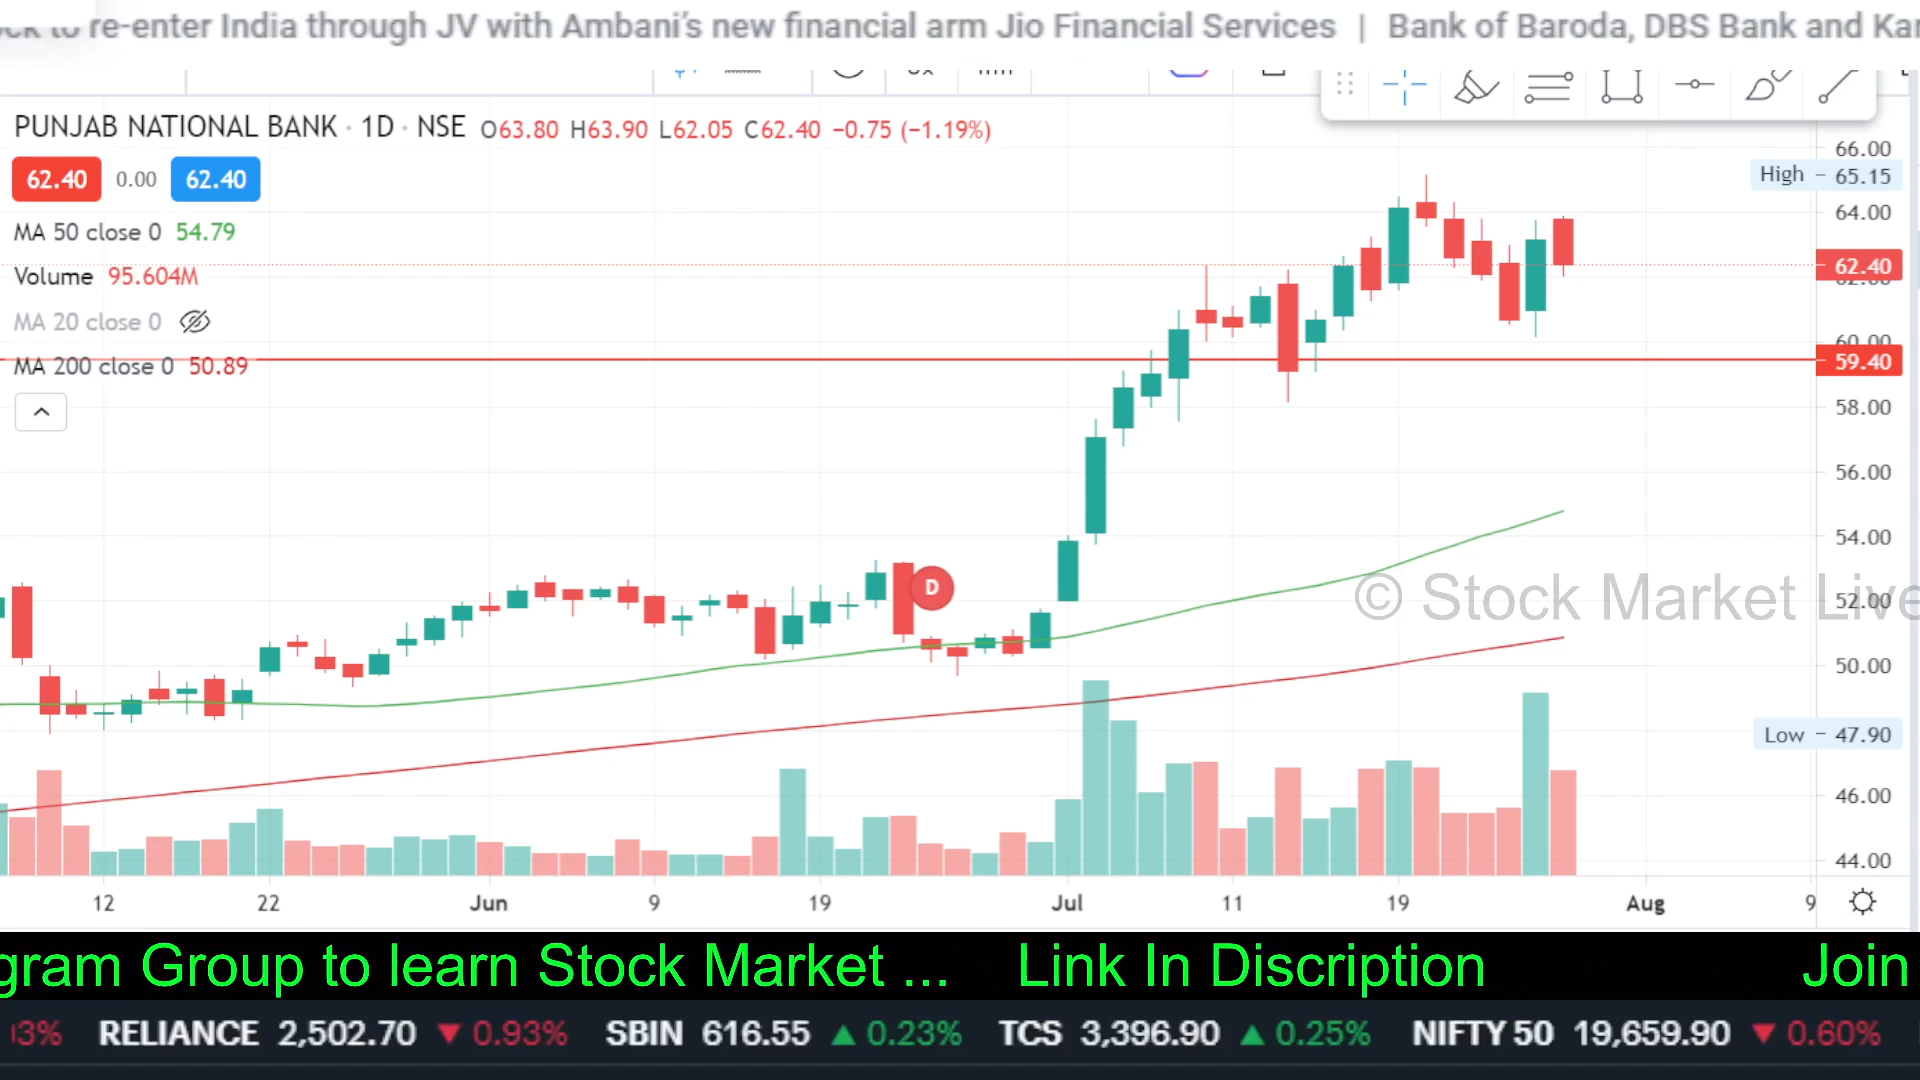 re-enter India through JV with Ambani's new financial arm Jio Financial Services | Bank of Baroda, DBS Bank and
PUNJAB NATIONAL BANK · 1D · NSE O63.80 H63.90 L62.05 C62.40 −0.75 (−1.19%)
62.40 0.00 62.40
MA 50 close 0 54.79
Volume 95.604M
MA 20 close 0
MA 200 close 0 50.89
66.00
High 65.15
64.00
62.40
62.00
60.00
59.40
58.00
56.00
54.00
52.00
50.00
Low 47.90
46.00
44.00
D
© Stock Market Live
12 22 Jun 9 19 Jul 11 19 Aug 9
gram Group to learn Stock Market ... Link In Discription Join
3% RELIANCE 2,502.70 ▼ 0.93% SBIN 616.55 ▲ 0.23% TCS 3,396.90 ▲ 0.25% NIFTY 50 19,659.90 ▼ 0.60%